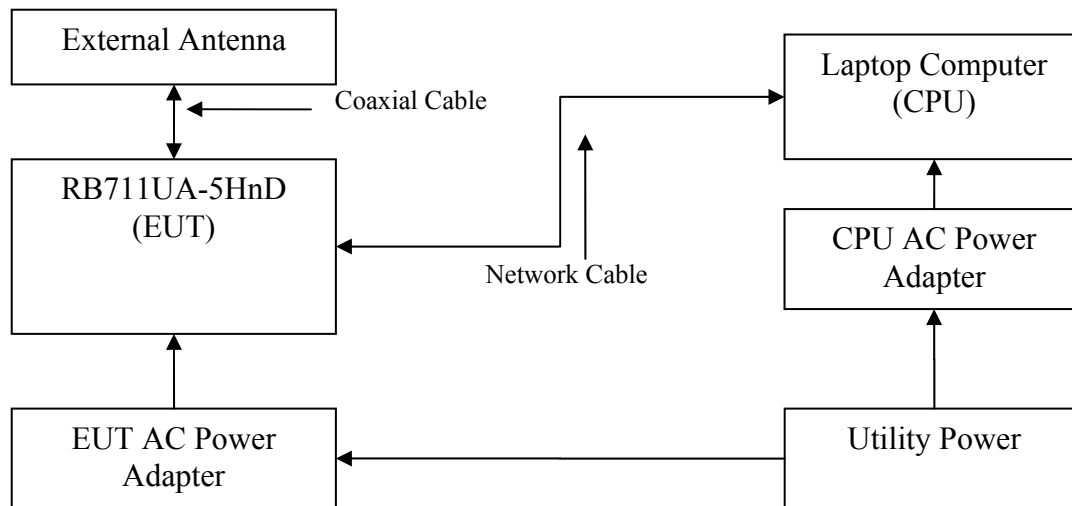 External Antenna
Coaxial Cable
Laptop Computer
(CPU)
RB711UA-5HnD
(EUT)
Network Cable
CPU AC Power
Adapter
EUT AC Power
Adapter
Utility Power